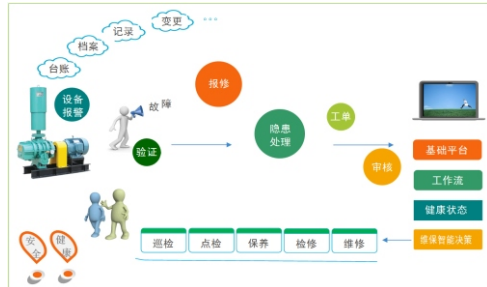 变更
记录
档案
台账
···
设备
报警
故障
报修
验证
隐患
处理
工单
审核
基础平台
工作流
健康状态
维保智能决策
安全
健康
巡检
点检
保养
检修
维修